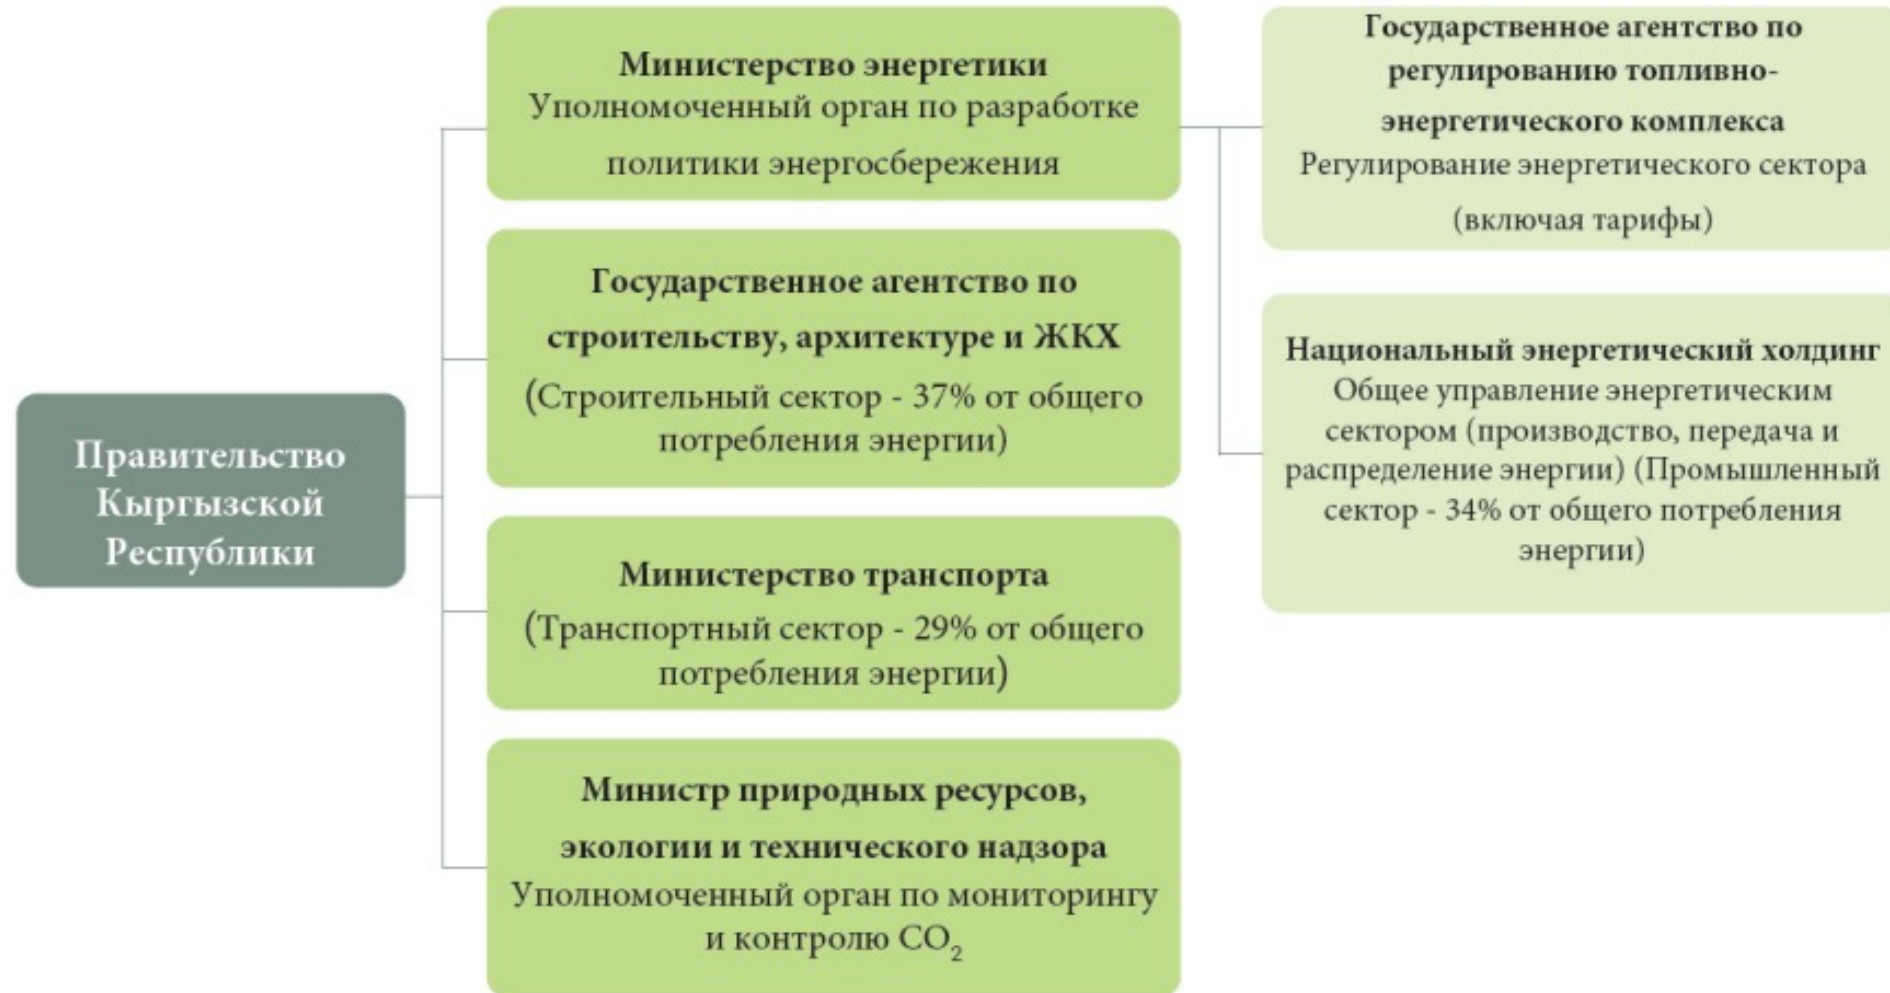 Правительство
Кыргызской
Республики
Министерство энергетики
Уполномоченный орган по разработке
политики энергосбережения
Государственное агентство по
строительству, архитектуре и ЖКХ
(Строительный сектор - 37% от общего
потребления энергии)
Министерство транспорта
(Транспортный сектор - 29% от общего
потребления энергии)
Министр природных ресурсов,
экологии и технического надзора
Уполномоченный орган по мониторингу
и контролю CO₂
Государственное агентство по
регулированию топливно-
энергетического комплекса
Регулирование энергетического сектора
(включая тарифы)
Национальный энергетический холдинг
Общее управление энергетическим
сектором (производство, передача и
распределение энергии) (Промышленный
сектор - 34% от общего потребления
энергии)